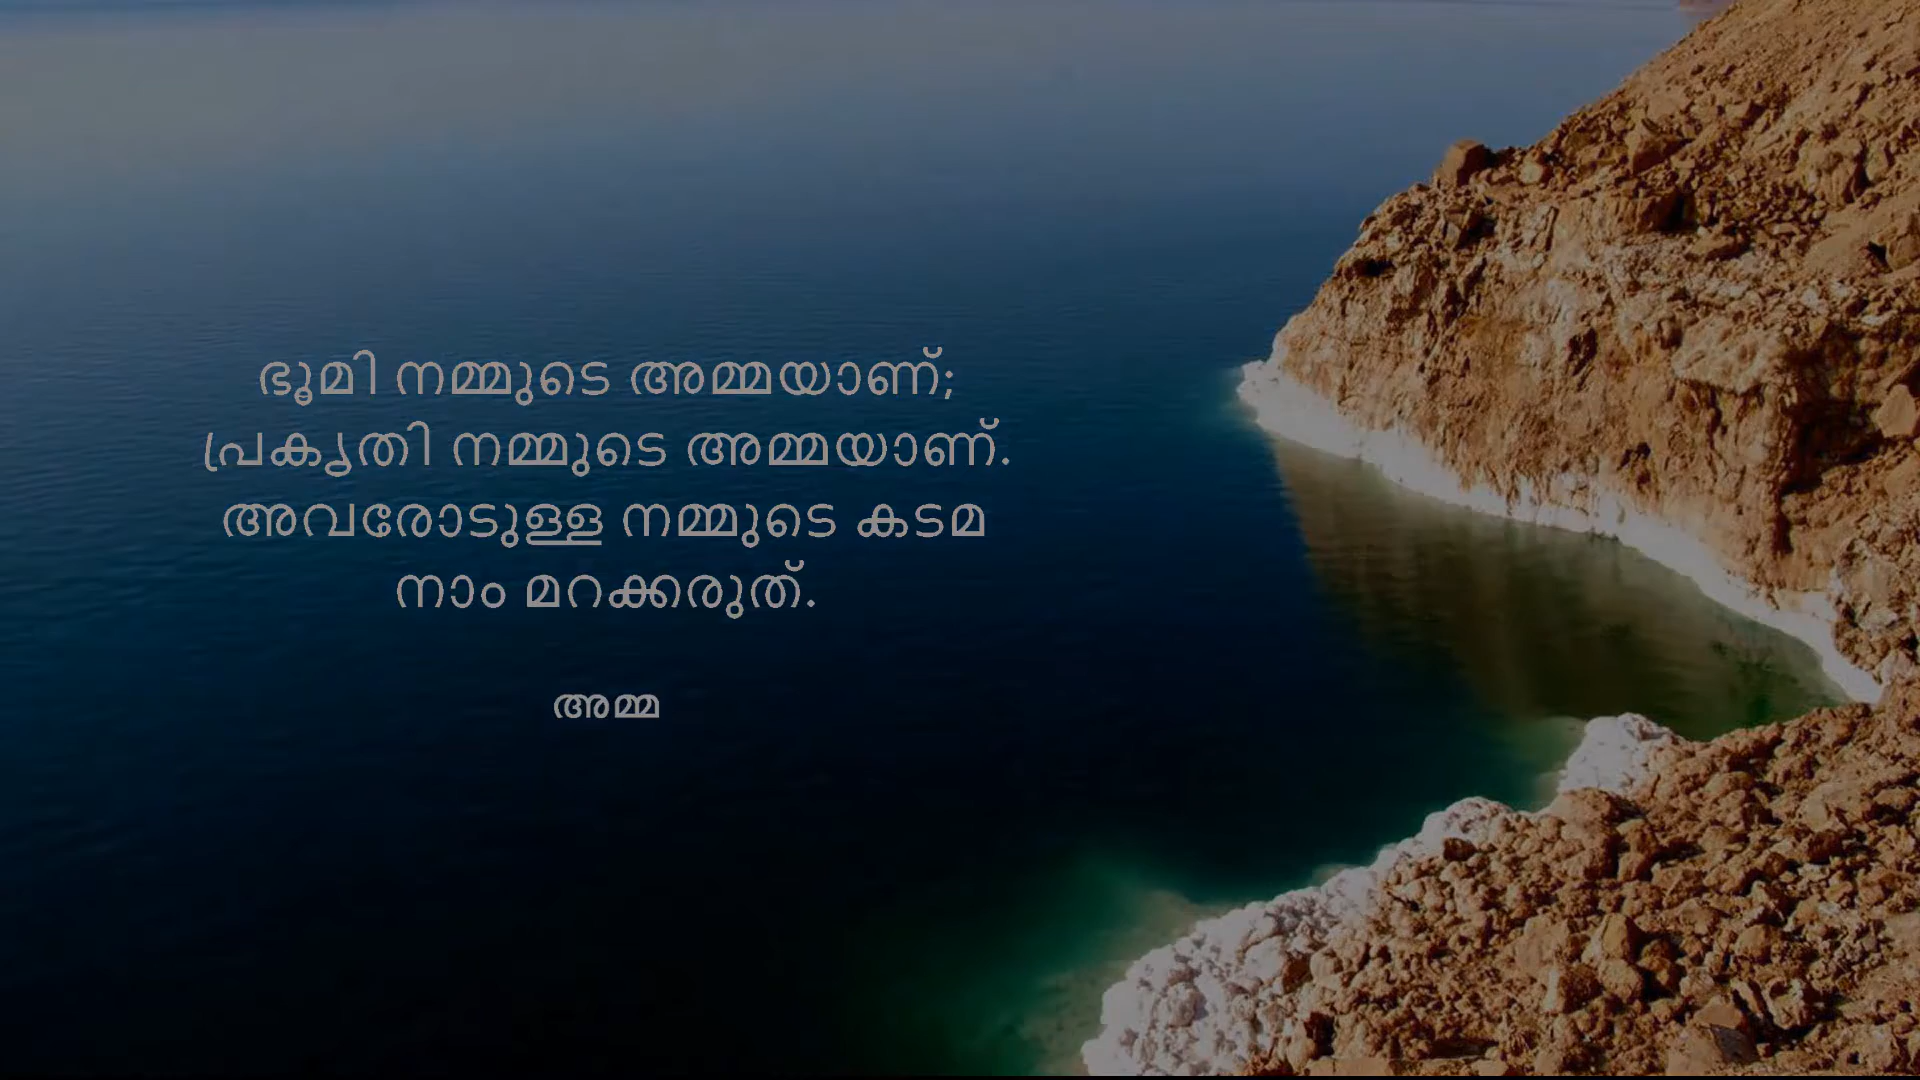 ഭൂമി നമ്മുടെ അമ്മയാണ്;
പ്രകൃതി നമ്മുടെ അമ്മയാണ്.
അവരോടുള്ള നമ്മുടെ കടമ
നാം മറക്കരുത്.
അമ്മ